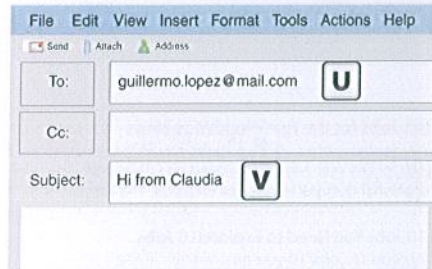 File Edit View Insert Format Tools Actions Help
Send Attach Address
To: guillermo.lopez@mail.com U
Cc:
Subject: Hi from Claudia V